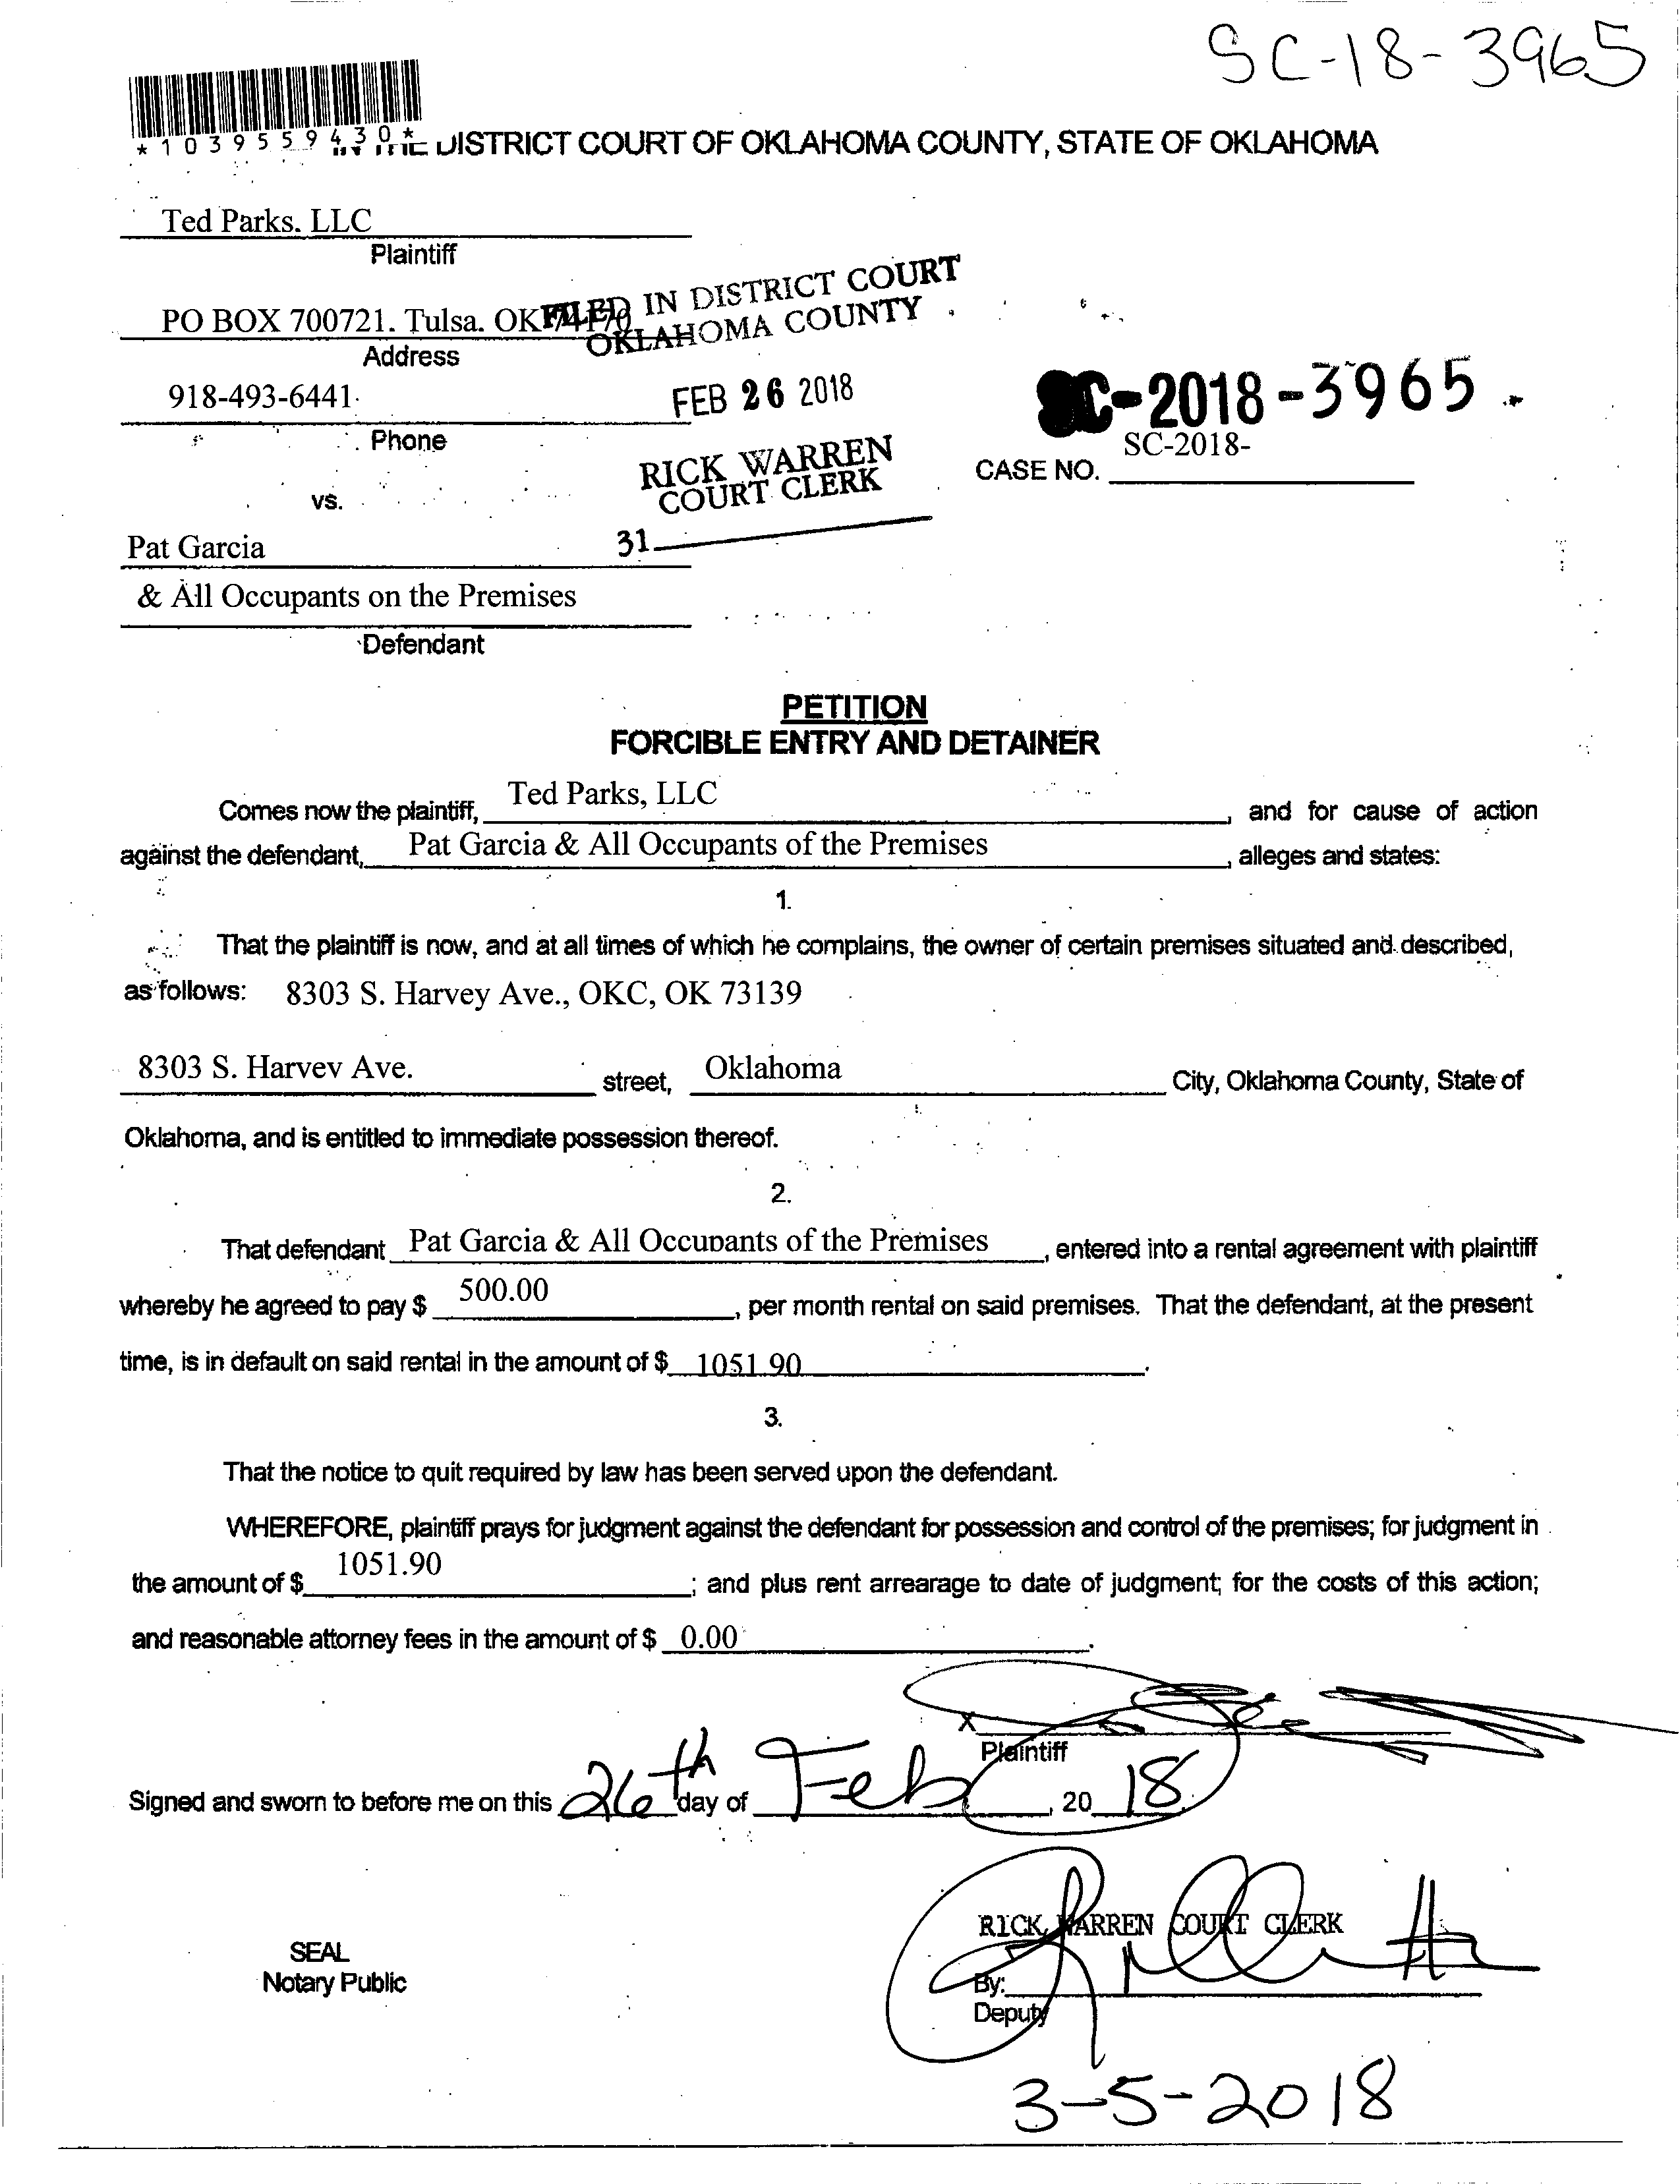 SC-18-3965
*1039559430*
DISTRICT COURT OF OKLAHOMA COUNTY, STATE OF OKLAHOMA
Ted Parks, LLC
Plaintiff
PO BOX 700721, Tulsa, OK 74170
Address
918-493-6441
Phone
FILED IN DISTRICT COURT
OKLAHOMA COUNTY
FEB 26 2018
RICK WARREN
COURT CLERK
31
SC-2018-3965
SC-2018-
CASE NO.
vs.
Pat Garcia
& All Occupants on the Premises
Defendant
PETITION
FORCIBLE ENTRY AND DETAINER
Comes now the plaintiff, Ted Parks, LLC, and for cause of action
against the defendant, Pat Garcia & All Occupants of the Premises, alleges and states:
1.
That the plaintiff is now, and at all times of which he complains, the owner of certain premises situated and described,
as follows: 8303 S. Harvey Ave., OKC, OK 73139
8303 S. Harvey Ave. street, Oklahoma City, Oklahoma County, State of
Oklahoma, and is entitled to immediate possession thereof.
2.
That defendant Pat Garcia & All Occupants of the Premises, entered into a rental agreement with plaintiff
whereby he agreed to pay $ 500.00, per month rental on said premises. That the defendant, at the present
time, is in default on said rental in the amount of $ 1051.90.
3.
That the notice to quit required by law has been served upon the defendant.
WHEREFORE, plaintiff prays for judgment against the defendant for possession and control of the premises; for judgment in
the amount of $ 1051.90; and plus rent arrearage to date of judgment; for the costs of this action;
and reasonable attorney fees in the amount of $ 0.00.
X
Plaintiff
Signed and sworn to before me on this 26th day of Feb, 20 18
RICK WARREN COURT CLERK
SEAL
Notary Public
By:
Deputy
3-5-2018